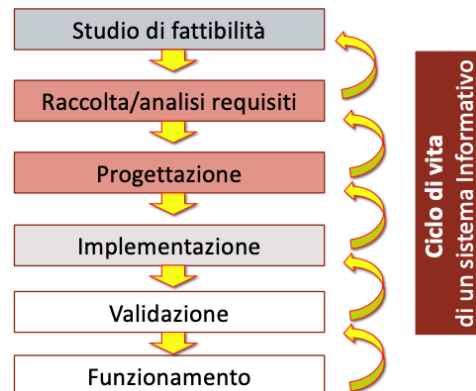 Studio di fattibilità
Raccolta/analisi requisiti
Progettazione
Implementazione
Validazione
Funzionamento
Ciclo di vita
di un sistema Informativo